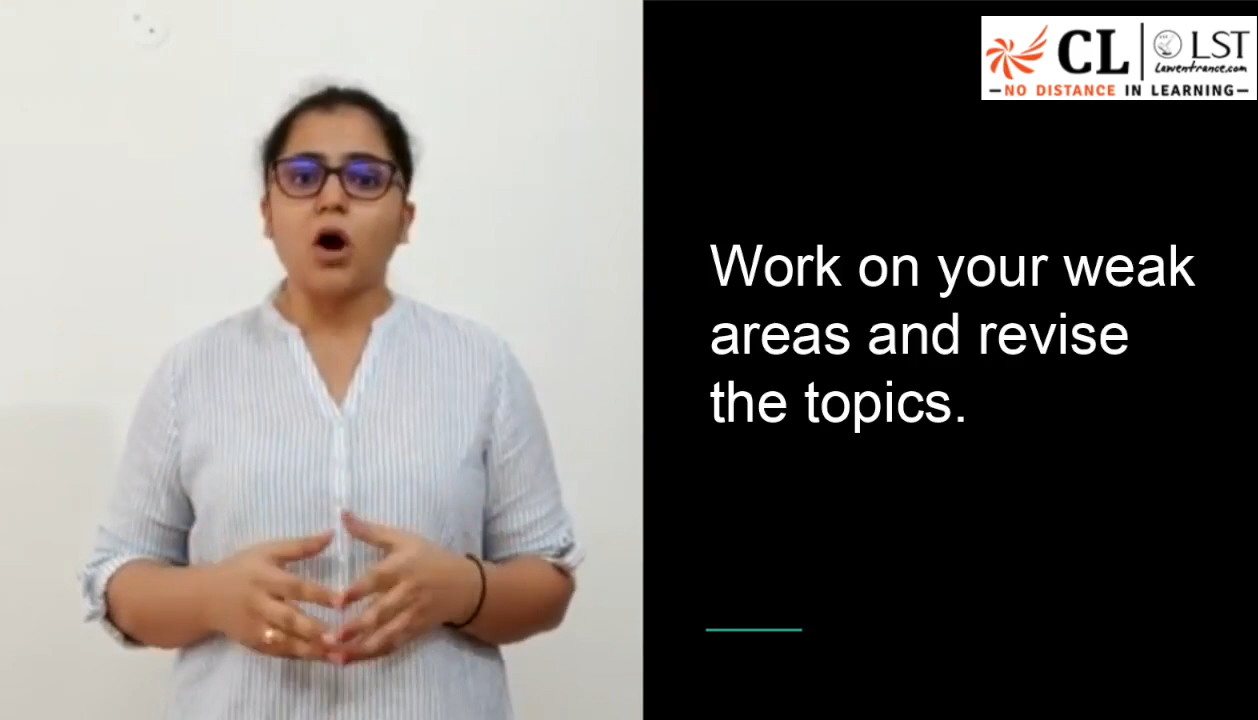 CL LST
Lawentrance.com
—NO DISTANCE IN LEARNING—
Work on your weak
areas and revise
the topics.